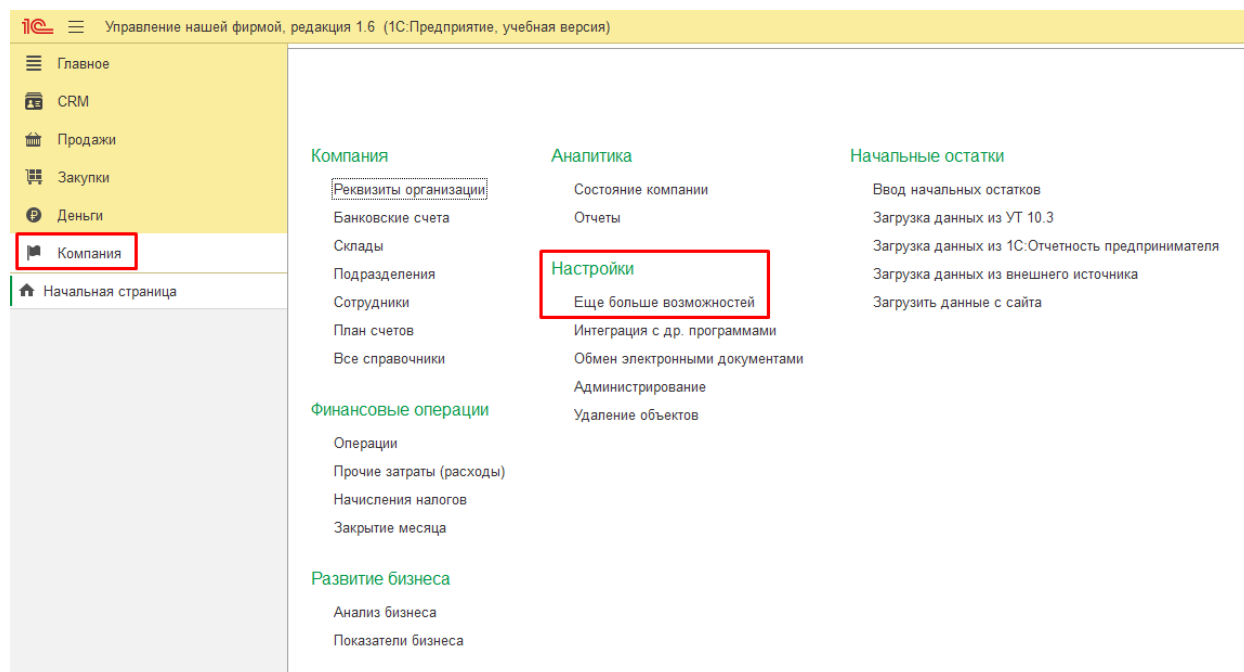 1С Управление нашей фирмой, редакция 1.6 (1С:Предприятие, учебная версия)
Главное
CRM
Продажи
Закупки
Деньги
Компания
Начальная страница
Компания
Реквизиты организации
Банковские счета
Склады
Подразделения
Сотрудники
План счетов
Все справочники
Финансовые операции
Операции
Прочие затраты (расходы)
Начисления налогов
Закрытие месяца
Развитие бизнеса
Анализ бизнеса
Показатели бизнеса
Аналитика
Состояние компании
Отчеты
Настройки
Еще больше возможностей
Интеграция с др. программами
Обмен электронными документами
Администрирование
Удаление объектов
Начальные остатки
Ввод начальных остатков
Загрузка данных из УТ 10.3
Загрузка данных из 1С:Отчетность предпринимателя
Загрузка данных из внешнего источника
Загрузить данные с сайта